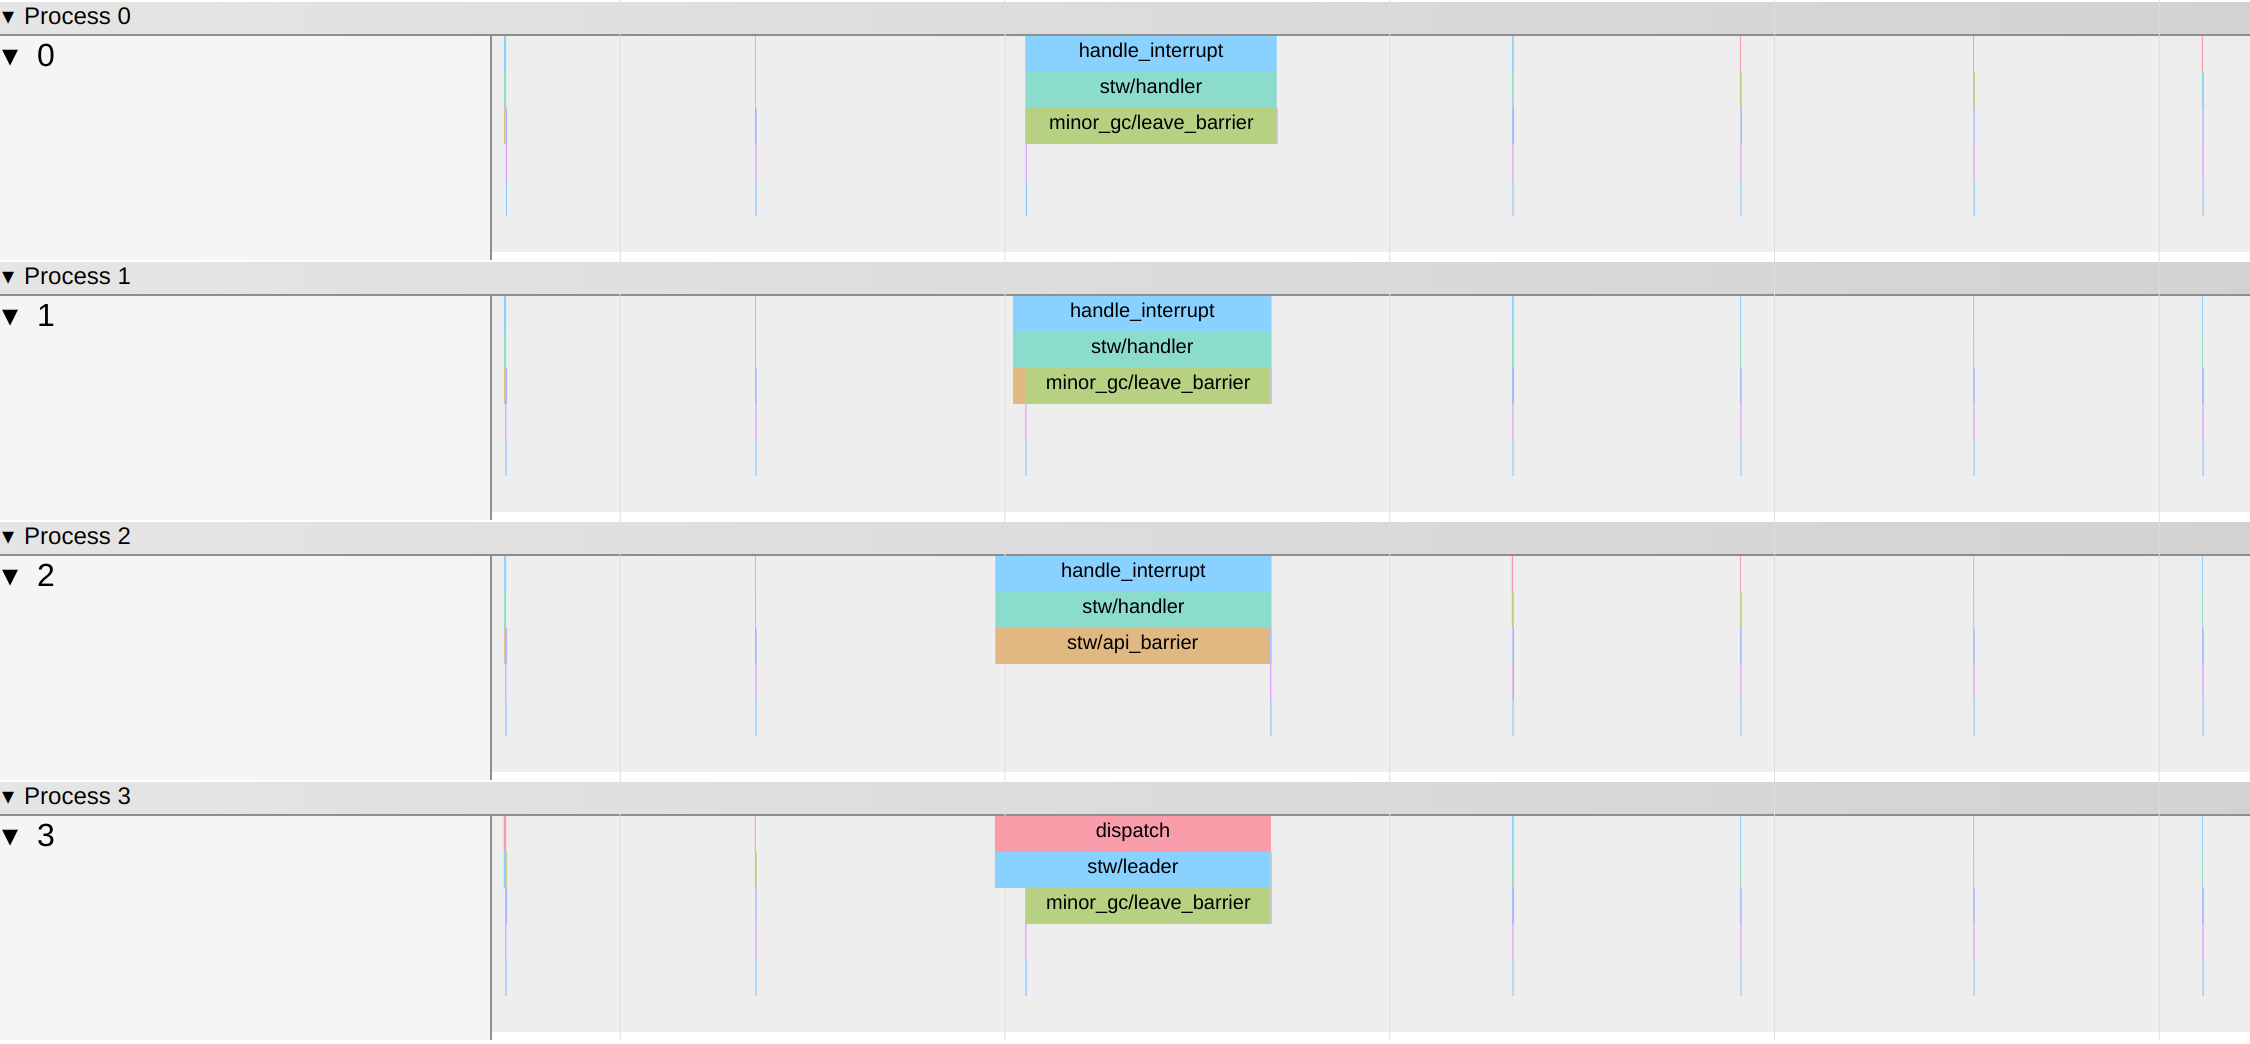 Process 0
0
handle_interrupt
stw/handler
minor_gc/leave_barrier
Process 1
1
handle_interrupt
stw/handler
minor_gc/leave_barrier
Process 2
2
handle_interrupt
stw/handler
stw/api_barrier
Process 3
3
dispatch
stw/leader
minor_gc/leave_barrier